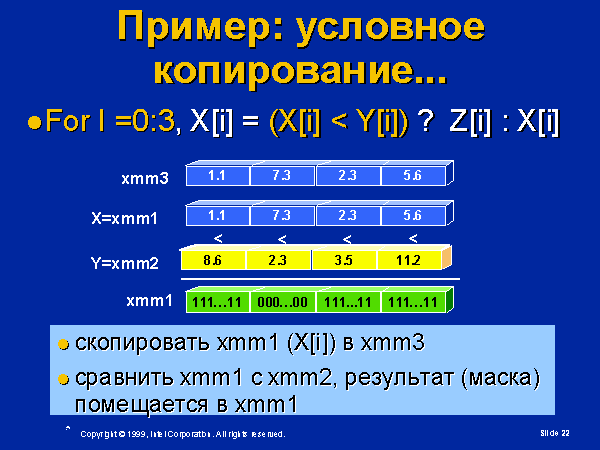 Пример: условное
копирование...
For I =0:3, X[i] = (X[i] < Y[i]) ? Z[i] : X[i]
xmm3 1.1 7.3 2.3 5.6
X=xmm1 1.1 7.3 2.3 5.6
< < < <
Y=xmm2 8.6 2.3 3.5 11.2
xmm1 111…11 000…00 111...11 111…11
скопировать xmm1 (X[i]) в xmm3
сравнить xmm1 с xmm2, результат (маска)
помещается в xmm1
* Copyright © 1999, Intel Corporation. All rights reserved. Slide 22